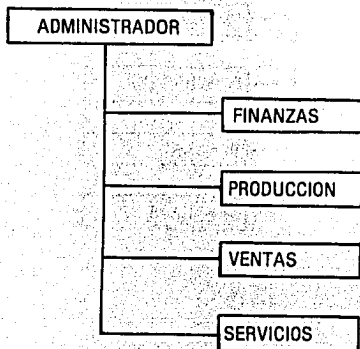 ADMINISTRADOR
FINANZAS
PRODUCCION
VENTAS
SERVICIOS